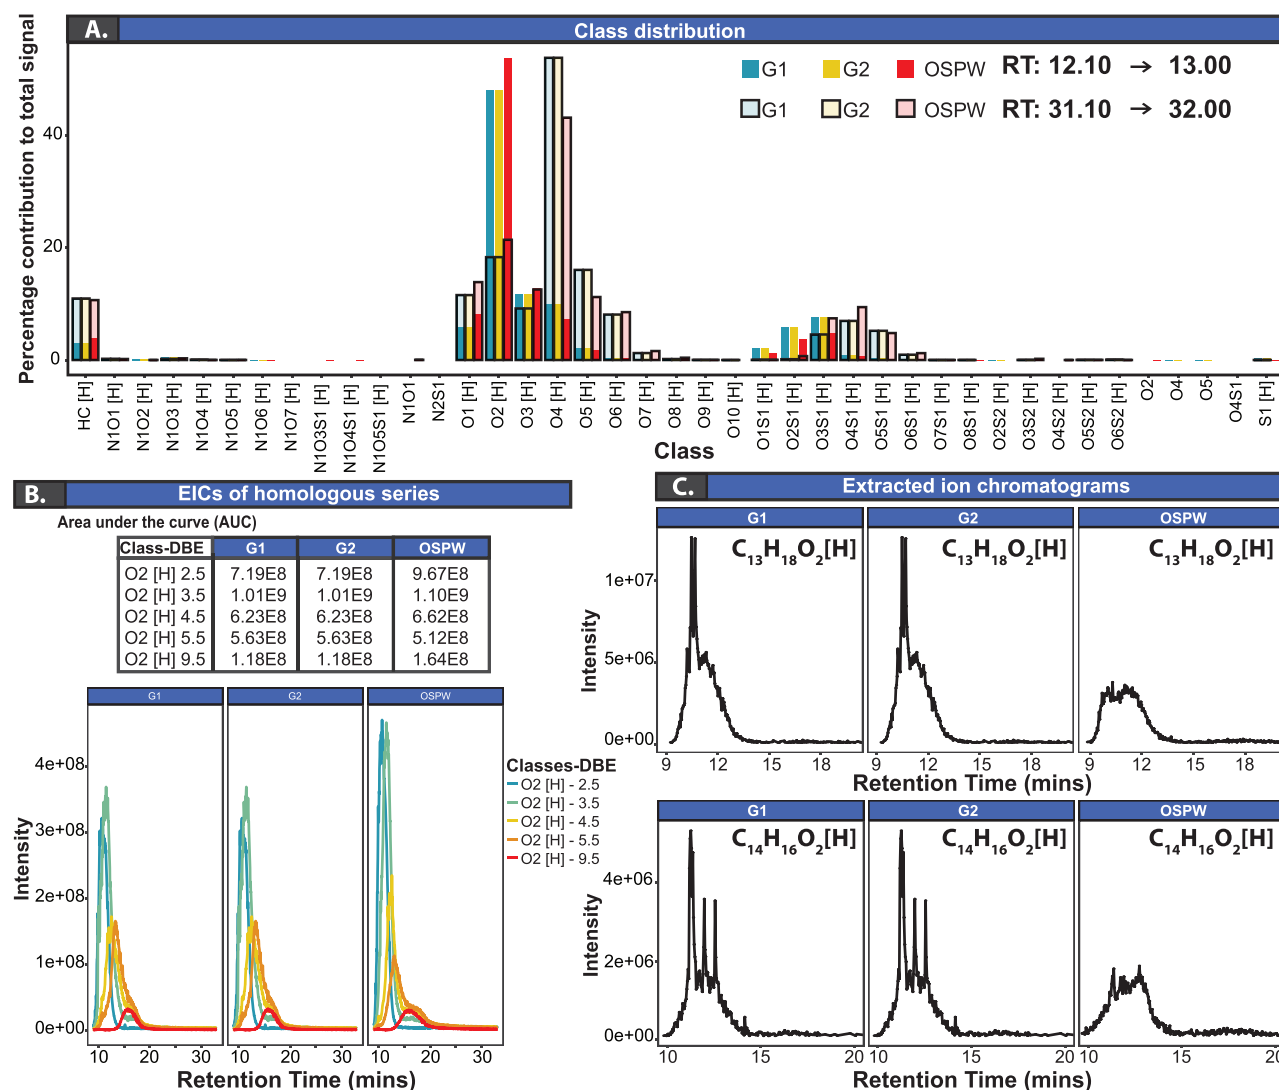 A. Class distribution
Percentage contribution to total signal
40
20
0
G1 G2 OSPW RT: 12.10 → 13.00
G1 G2 OSPW RT: 31.10 → 32.00
HC [H] N1O1 [H] N1O2 [H] N1O3 [H] N1O4 [H] N1O5 [H] N1O6 [H] N1O7 [H] N1O3S1 [H] N1O4S1 [H] N1O5S1 [H] N1O1 N2S1 O1 [H] O2 [H] O3 [H] O4 [H] O5 [H] O6 [H] O7 [H] O8 [H] O9 [H] O10 [H] O1S1 [H] O2S1 [H] O3S1 [H] O4S1 [H] O5S1 [H] O6S1 [H] O7S1 [H] O8S1 [H] O2S2 [H] O3S2 [H] O4S2 [H] O5S2 [H] O6S2 [H] O2 O4 O5 O4S1 S1 [H]
Class
B. EICs of homologous series
Area under the curve (AUC)
Class-DBE G1 G2 OSPW
O2 [H] 2.5 7.19E8 7.19E8 9.67E8
O2 [H] 3.5 1.01E9 1.01E9 1.10E9
O2 [H] 4.5 6.23E8 6.23E8 6.62E8
O2 [H] 5.5 5.63E8 5.63E8 5.12E8
O2 [H] 9.5 1.18E8 1.18E8 1.64E8
G1 G2 OSPW
Intensity
4e+08
3e+08
2e+08
1e+08
0e+00
10 20 30 10 20 30 10 20 30
Retention Time (mins)
Classes-DBE
O2 [H] - 2.5
O2 [H] - 3.5
O2 [H] - 4.5
O2 [H] - 5.5
O2 [H] - 9.5
C. Extracted ion chromatograms
G1 G2 OSPW
C₁₃H₁₈O₂[H] C₁₃H₁₈O₂[H] C₁₃H₁₈O₂[H]
Intensity
1e+07
5e+06
0e+00
9 12 15 18 9 12 15 18 9 12 15 18
Retention Time (mins)
G1 G2 OSPW
C₁₄H₁₆O₂[H] C₁₄H₁₆O₂[H] C₁₄H₁₆O₂[H]
Intensity
4e+06
2e+06
0e+00
10 15 20 10 15 20 10 15 20
Retention Time (mins)